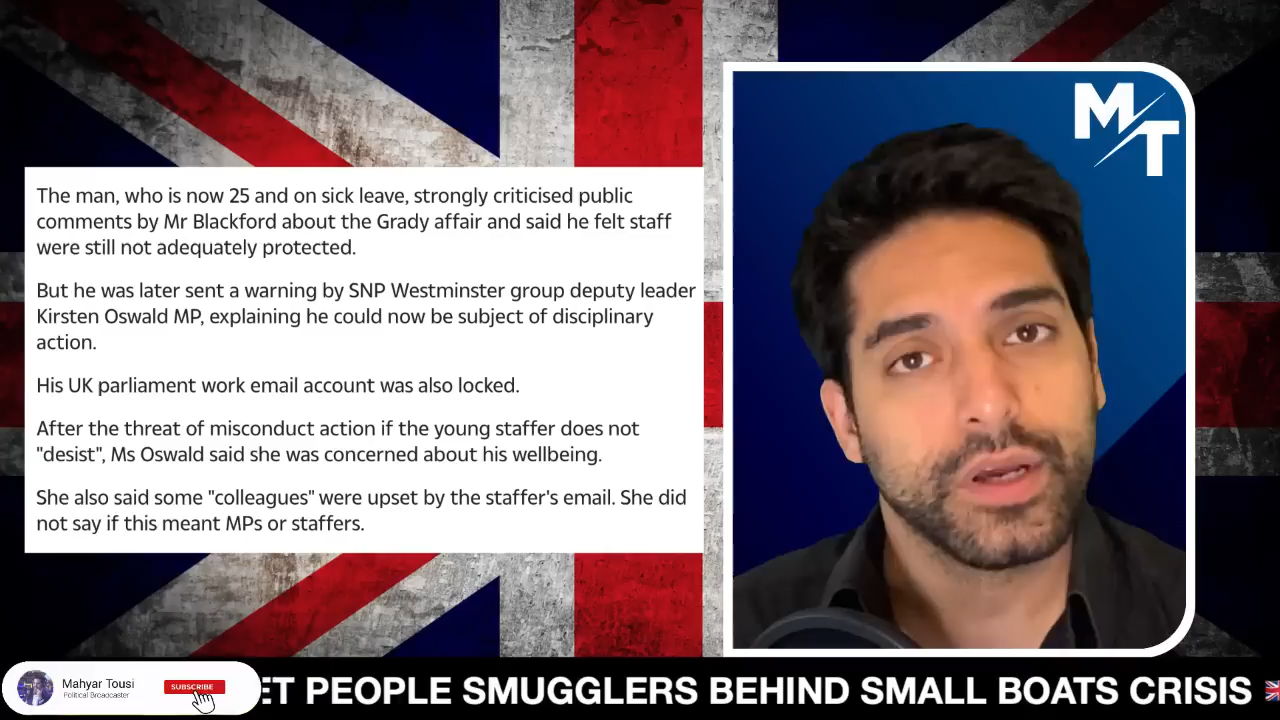 The man, who is now 25 and on sick leave, strongly criticised public
comments by Mr Blackford about the Grady affair and said he felt staff
were still not adequately protected.
But he was later sent a warning by SNP Westminster group deputy leader
Kirsten Oswald MP, explaining he could now be subject of disciplinary
action.
His UK parliament work email account was also locked.
After the threat of misconduct action if the young staffer does not
"desist", Ms Oswald said she was concerned about his wellbeing.
She also said some "colleagues" were upset by the staffer's email. She did
not say if this meant MPs or staffers.
M/T
Mahyar Tousi
Political Broadcaster
SUBSCRIBE
ET PEOPLE SMUGGLERS BEHIND SMALL BOATS CRISIS